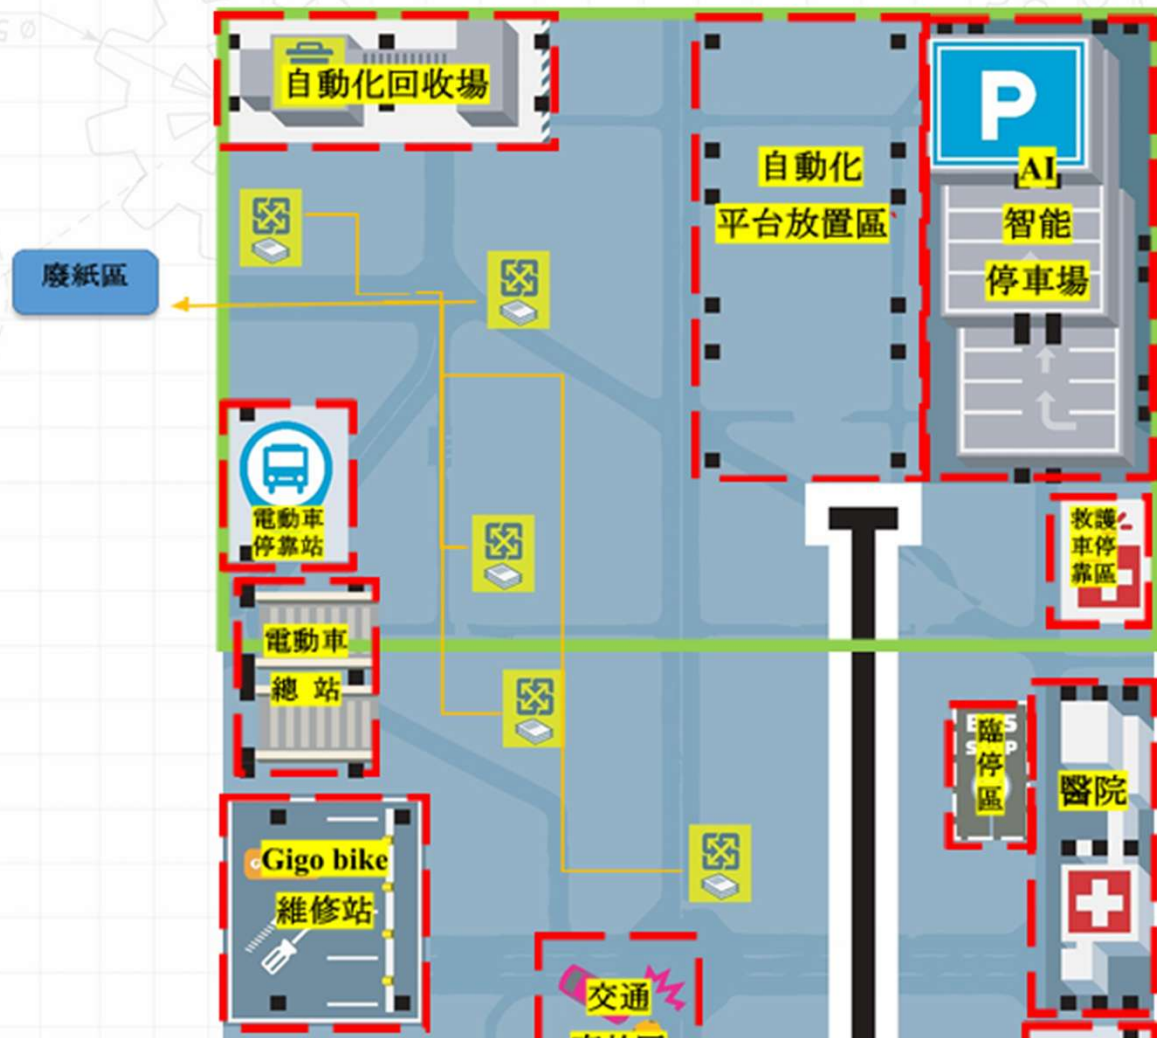 自動化回收場
P
AI
自動化
智能
平台放置區
停車場
廢紙區
電動車
停靠站
救護
車停
靠區
電動車
總 站
臨
停
區
醫院
Gigo bike
維修站
交通